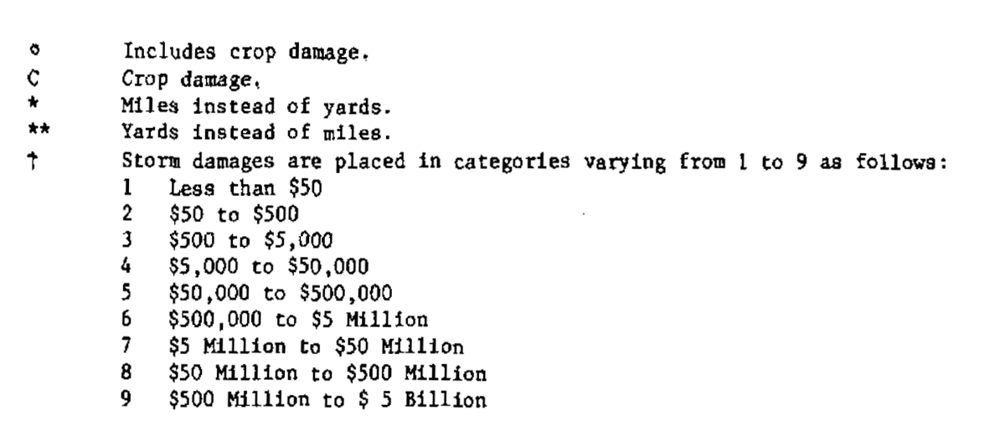 ◊ Includes crop damage.
C Crop damage.
* Miles instead of yards.
** Yards instead of miles.
† Storm damages are placed in categories varying from 1 to 9 as follows:
1 Less than $50
2 $50 to $500
3 $500 to $5,000
4 $5,000 to $50,000
5 $50,000 to $500,000
6 $500,000 to $5 Million
7 $5 Million to $50 Million
8 $50 Million to $500 Million
9 $500 Million to $ 5 Billion